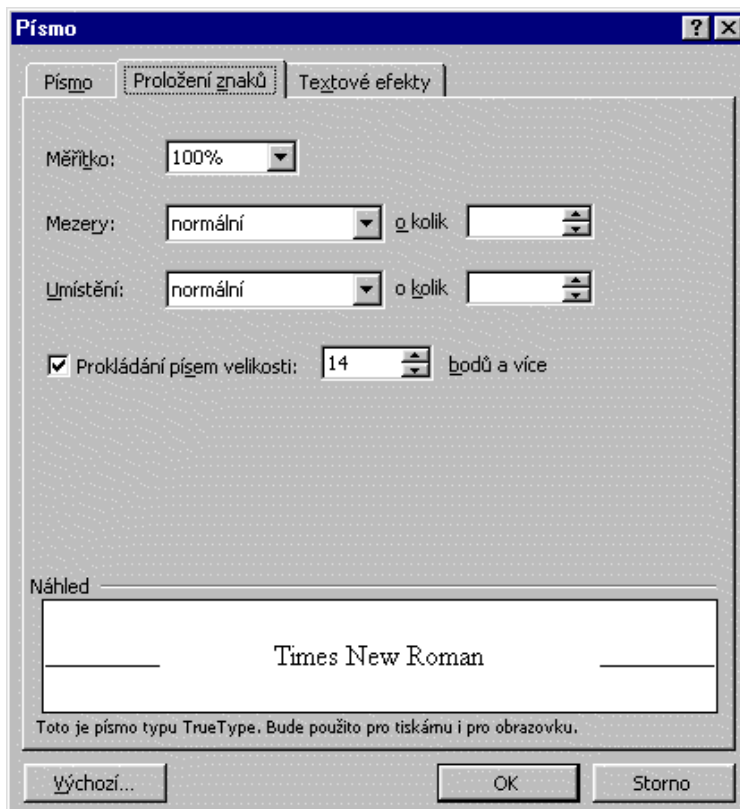 Písmo
Písmo Proložení znaků Textové efekty
Měřítko: 100%
Mezery: normální o kolik
Umístění: normální o kolik
Prokládání písem velikosti: 14 bodů a více
Náhled
Times New Roman
Toto je písmo typu TrueType. Bude použito pro tiskárnu i pro obrazovku.
Výchozí... OK Storno